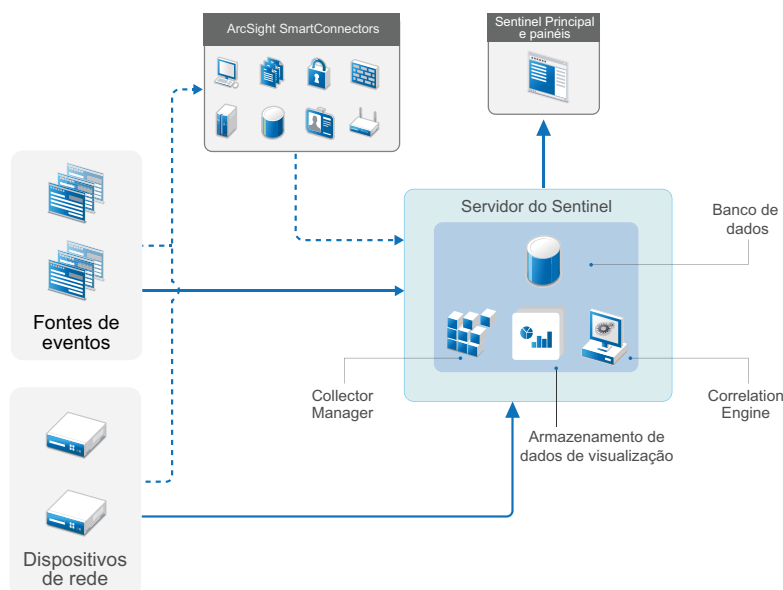 ArcSight SmartConnectors
Sentinel Principal
e painéis
Servidor do Sentinel
Banco de
dados
Fontes de
eventos
Collector
Manager
Armazenamento de
dados de visualização
Correlation
Engine
Dispositivos
de rede